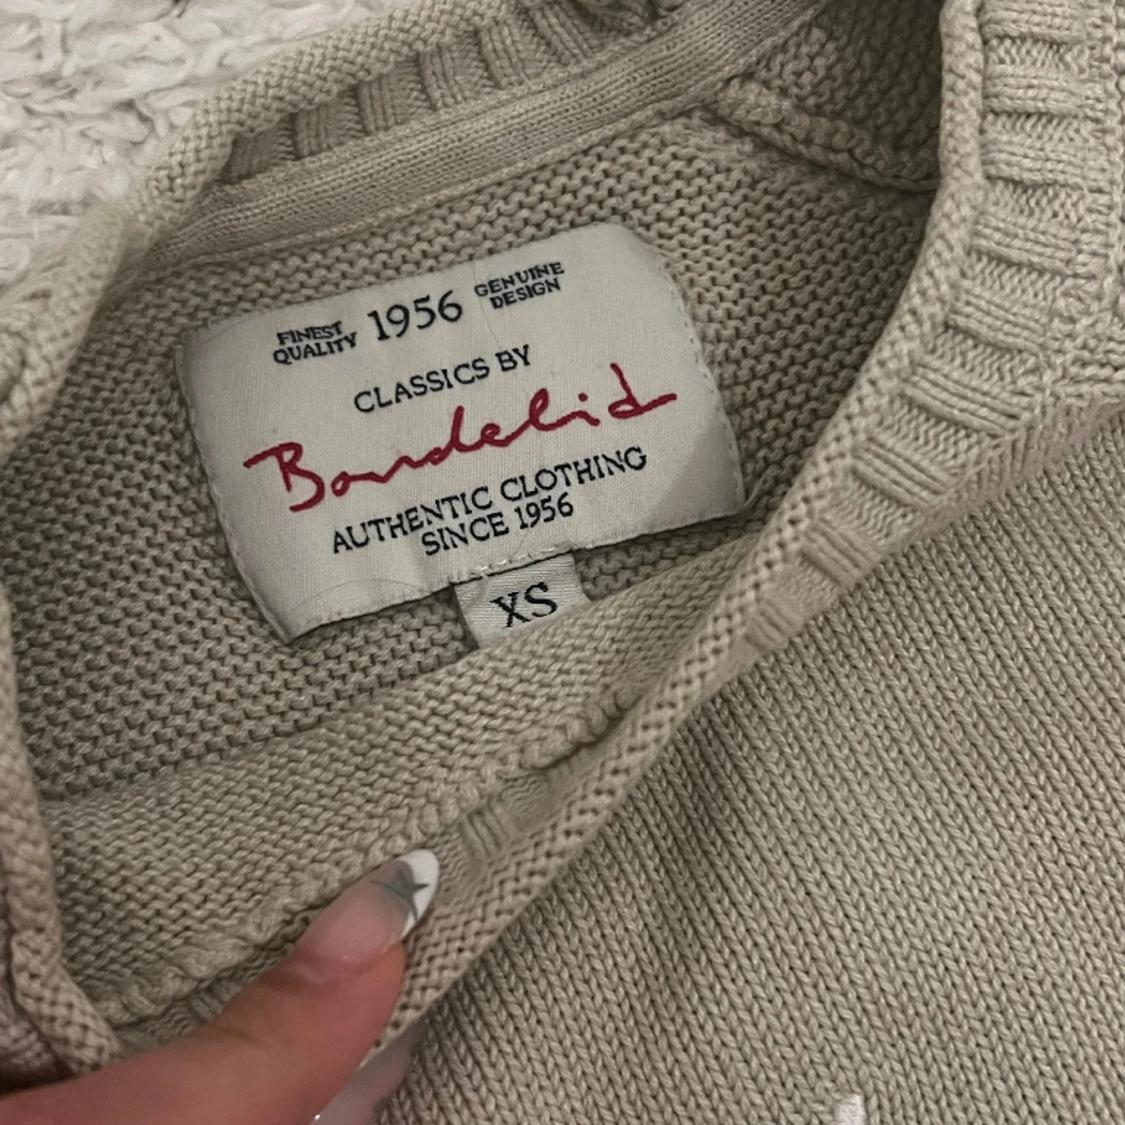 FINEST QUALITY
1956
GENUINE DESIGN
CLASSICS BY
Bondelid
AUTHENTIC CLOTHING
SINCE 1956
XS